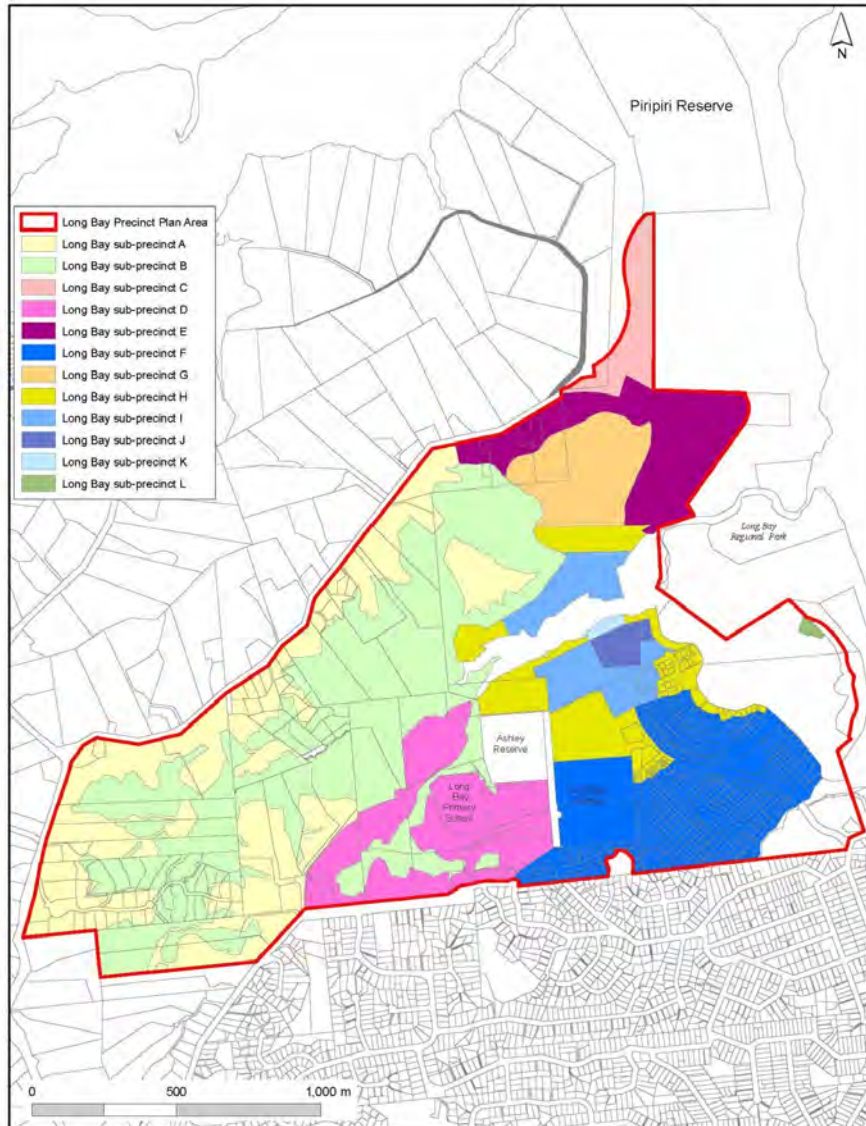 N
Piripiri Reserve
Long Bay Precinct Plan Area
Long Bay sub-precinct A
Long Bay sub-precinct B
Long Bay sub-precinct C
Long Bay sub-precinct D
Long Bay sub-precinct E
Long Bay sub-precinct F
Long Bay sub-precinct G
Long Bay sub-precinct H
Long Bay sub-precinct I
Long Bay sub-precinct J
Long Bay sub-precinct K
Long Bay sub-precinct L
Long Bay
Regional Park
Ashley
Reserve
Long
Bay
Primary
School
0 500 1,000 m